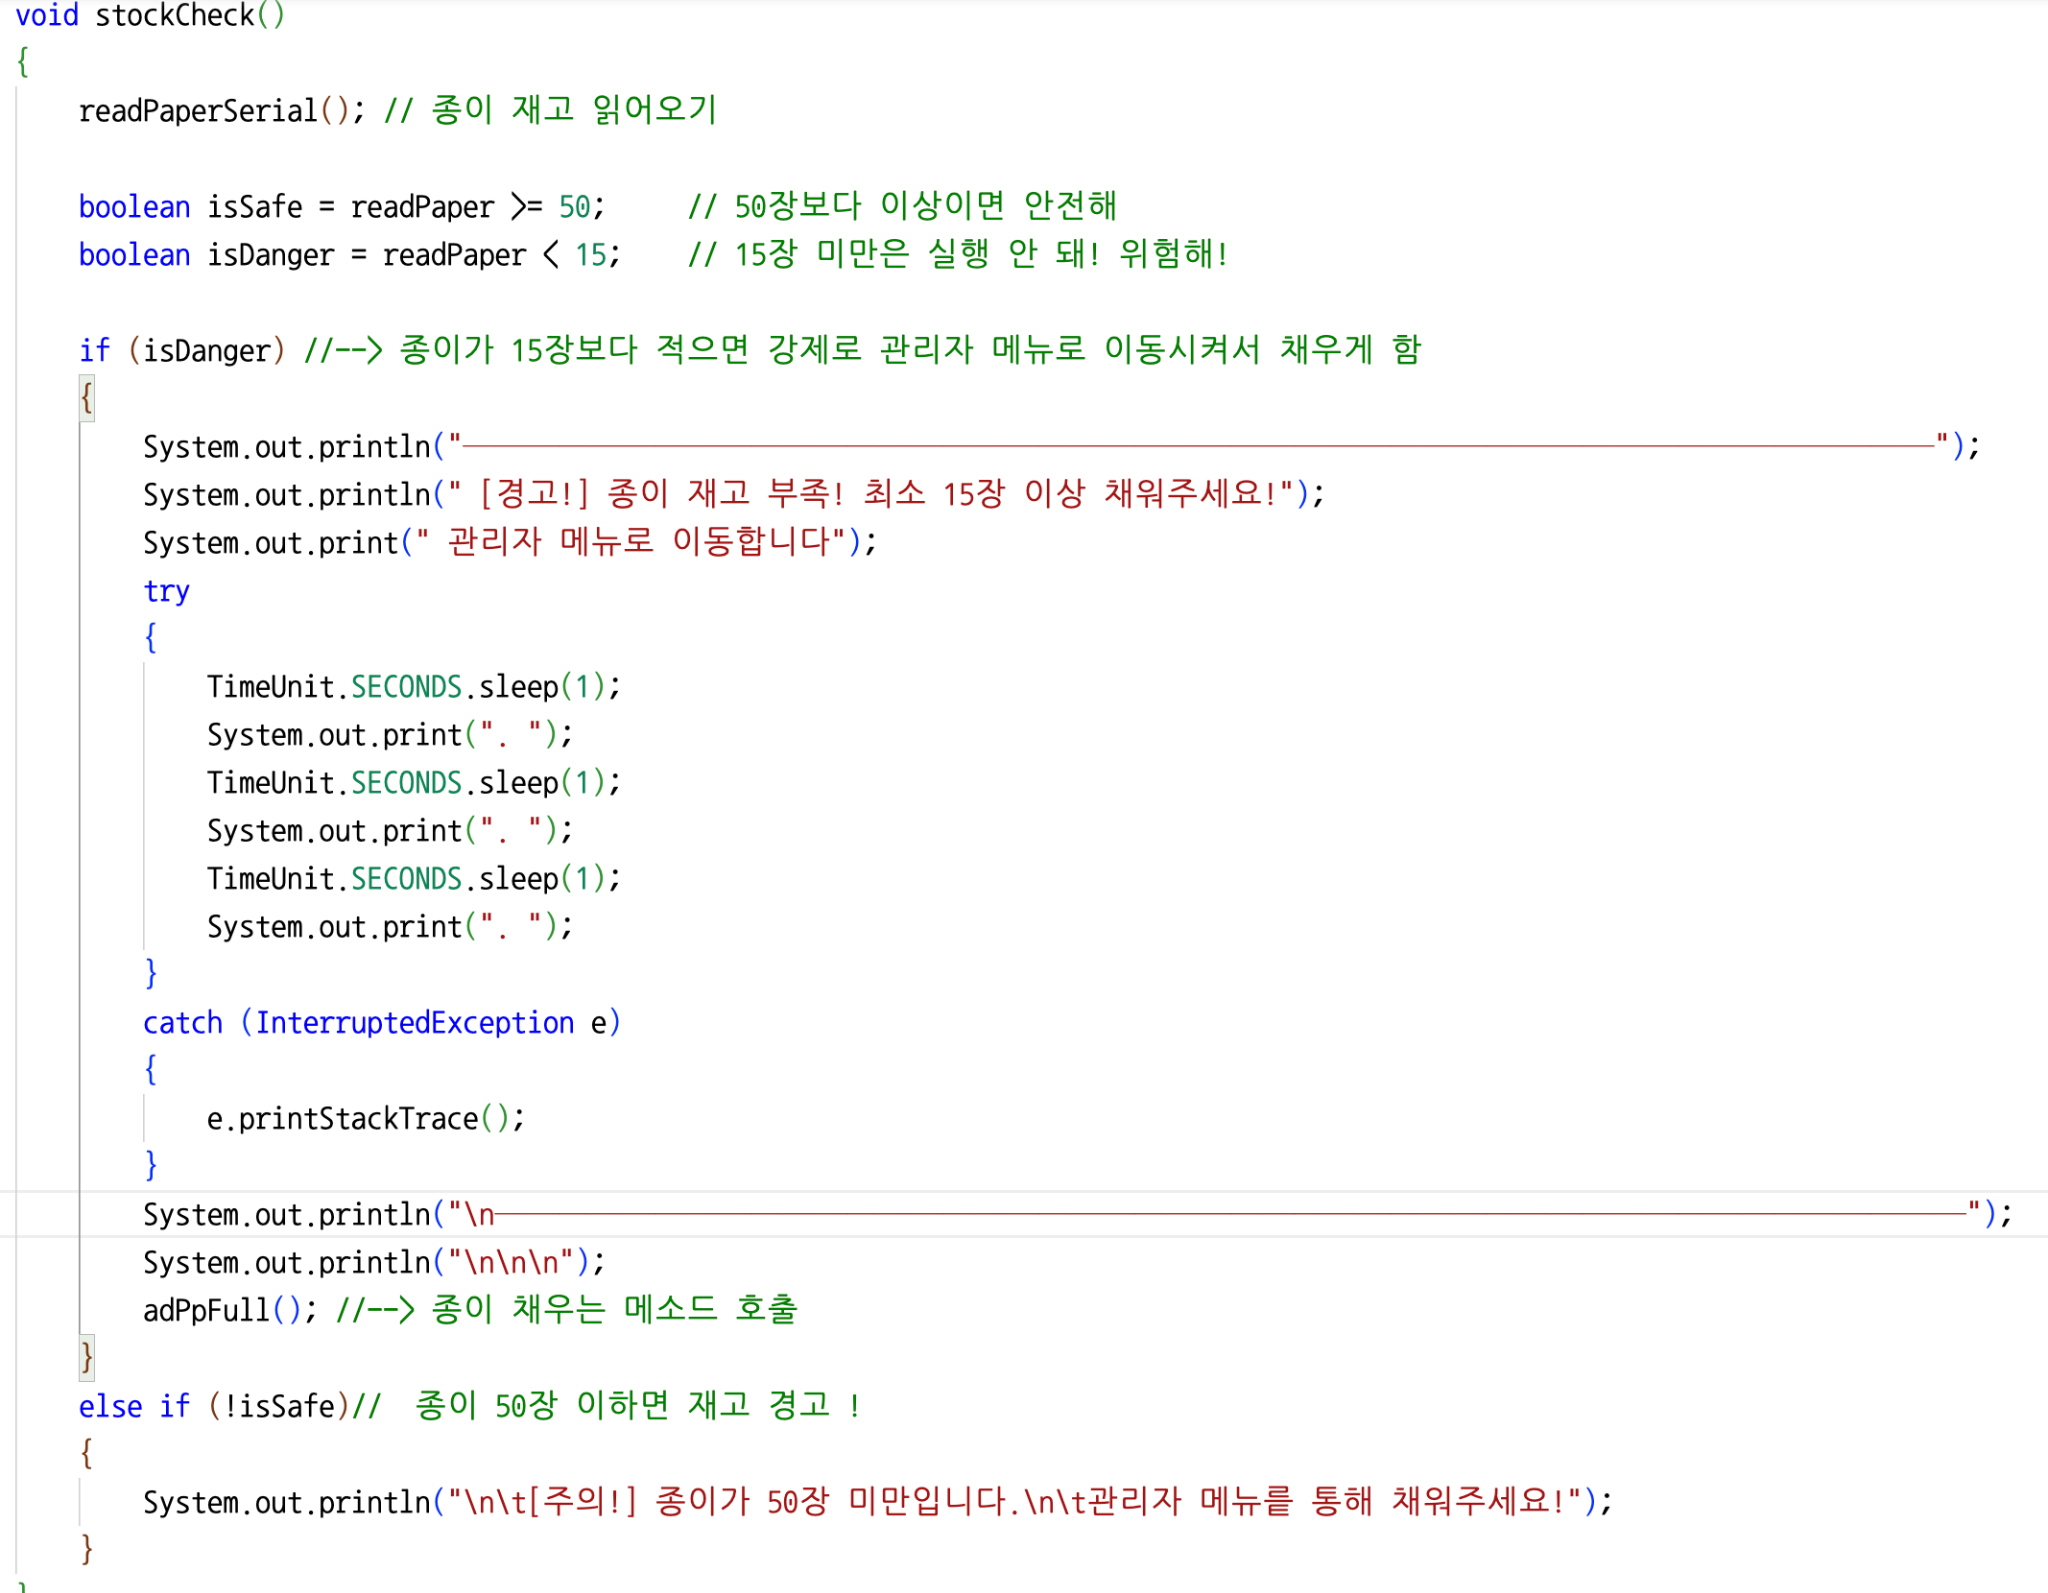 void stockCheck()
{
readPaperSerial(); // 종이 재고 읽어오기
boolean isSafe = readPaper >= 50; // 50장보다 이상이면 안전해
boolean isDanger = readPaper < 15; // 15장 미만은 실행 안 돼! 위험해!
if (isDanger) //--> 종이가 15장보다 적으면 강제로 관리자 메뉴로 이동시켜서 채우게 함
{
System.out.println("──────────────────────────────────────────────");
System.out.println(" [경고!] 종이 재고 부족! 최소 15장 이상 채워주세요!");
System.out.print(" 관리자 메뉴로 이동합니다");
try
{
TimeUnit.SECONDS.sleep(1);
System.out.print(". ");
TimeUnit.SECONDS.sleep(1);
System.out.print(". ");
TimeUnit.SECONDS.sleep(1);
System.out.print(". ");
}
catch (InterruptedException e)
{
e.printStackTrace();
}
System.out.println("\n──────────────────────────────────────────────");
System.out.println("\n\n\n");
adPpFull(); //--> 종이 채우는 메소드 호출
}
else if (!isSafe)// 종이 50장 이하면 재고 경고 !
{
System.out.println("\n\t[주의!] 종이가 50장 미만입니다.\n\t관리자 메뉴릍 통해 채워주세요!");
}
}